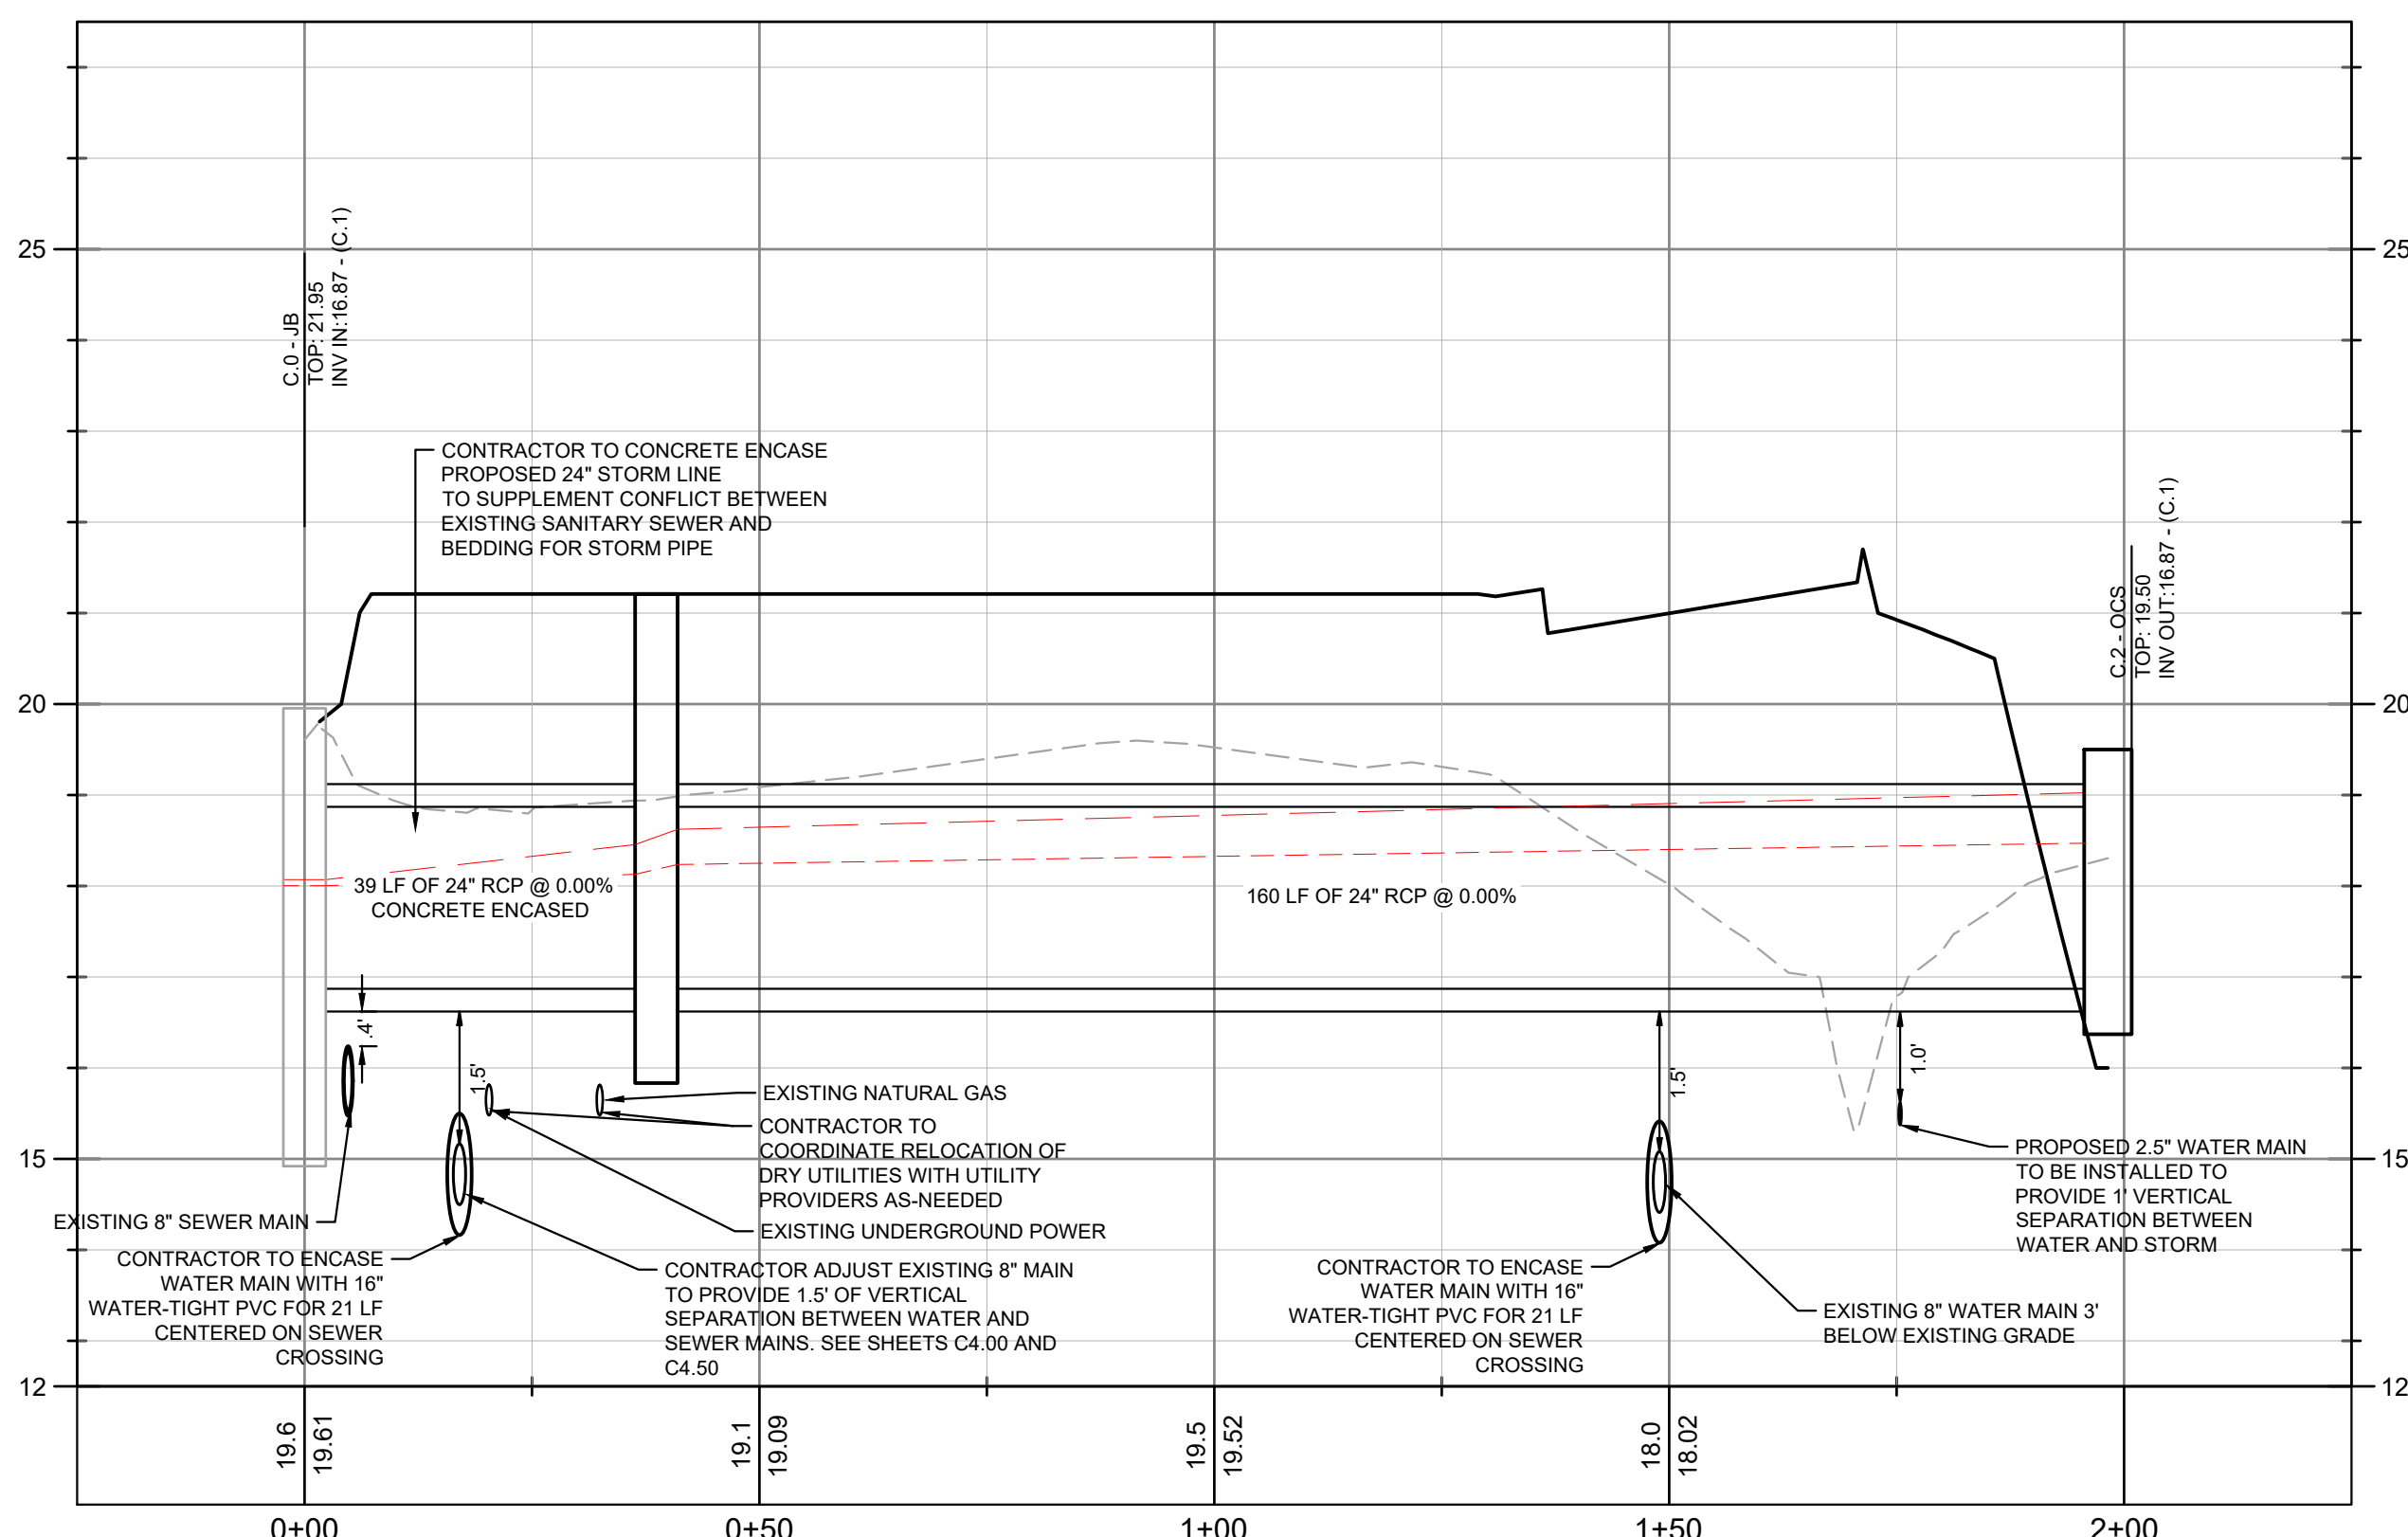 25
25
C.0 - JB
TOP: 21.95
INV IN:16.87 - (C.1)
CONTRACTOR TO CONCRETE ENCASE
PROPOSED 24" STORM LINE
TO SUPPLEMENT CONFLICT BETWEEN
EXISTING SANITARY SEWER AND
BEDDING FOR STORM PIPE
C.2 - OCS
TOP: 19.50
INV OUT:16.87 - (C.1)
20
20
39 LF OF 24" RCP @ 0.00%
CONCRETE ENCASED
160 LF OF 24" RCP @ 0.00%
.4'
1.5'
1.5'
1.0'
EXISTING NATURAL GAS
CONTRACTOR TO
COORDINATE RELOCATION OF
DRY UTILITIES WITH UTILITY
PROVIDERS AS-NEEDED
EXISTING UNDERGROUND POWER
15
15
PROPOSED 2.5" WATER MAIN
TO BE INSTALLED TO
PROVIDE 1' VERTICAL
SEPARATION BETWEEN
WATER AND STORM
EXISTING 8" SEWER MAIN
CONTRACTOR TO ENCASE
WATER MAIN WITH 16"
WATER-TIGHT PVC FOR 21 LF
CENTERED ON SEWER
CROSSING
CONTRACTOR ADJUST EXISTING 8" MAIN
TO PROVIDE 1.5' OF VERTICAL
SEPARATION BETWEEN WATER AND
SEWER MAINS. SEE SHEETS C4.00 AND
C4.50
CONTRACTOR TO ENCASE
WATER MAIN WITH 16"
WATER-TIGHT PVC FOR 21 LF
CENTERED ON SEWER
CROSSING
EXISTING 8" WATER MAIN 3'
BELOW EXISTING GRADE
12
12
19.6
19.61
19.1
19.09
19.5
19.52
18.0
18.02
0+00
0+50
1+00
1+50
2+00